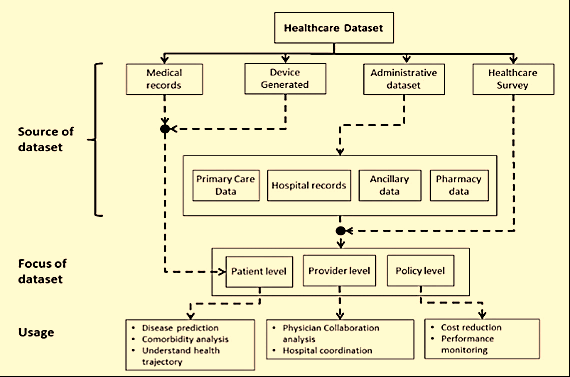 Healthcare Dataset
Medical
records
Device
Generated
Administrative
dataset
Healthcare
Survey
Source of
dataset
Primary Care
Data
Hospital records
Ancillary
data
Pharmacy
data
Focus of
dataset
Patient level
Provider level
Policy level
Usage
• Disease prediction
• Comorbidity analysis
• Understand health
trajectory
• Physician Collaboration
analysis
• Hospital coordination
• Cost reduction
• Performance
monitoring